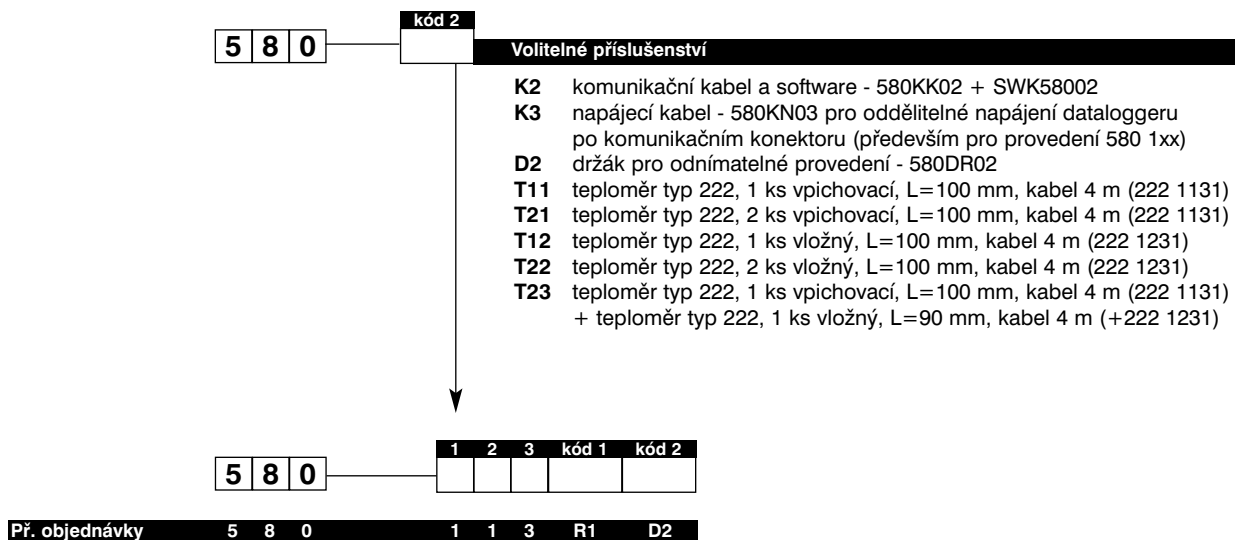 kód 2
5 8 0
Volitelné příslušenství
K2 komunikační kabel a software - 580KK02 + SWK58002
K3 napájecí kabel - 580KN03 pro oddělitelné napájení dataloggeru
po komunikačním konektoru (především pro provedení 580 1xx)
D2 držák pro odnímatelné provedení - 580DR02
T11 teploměr typ 222, 1 ks vpichovací, L=100 mm, kabel 4 m (222 1131)
T21 teploměr typ 222, 2 ks vpichovací, L=100 mm, kabel 4 m (222 1131)
T12 teploměr typ 222, 1 ks vložný, L=100 mm, kabel 4 m (222 1231)
T22 teploměr typ 222, 2 ks vložný, L=100 mm, kabel 4 m (222 1231)
T23 teploměr typ 222, 1 ks vpichovací, L=100 mm, kabel 4 m (222 1131)
+ teploměr typ 222, 1 ks vložný, L=90 mm, kabel 4 m (+222 1231)
1 2 3 kód 1 kód 2
5 8 0
Př. objednávky 5 8 0 1 1 3 R1 D2